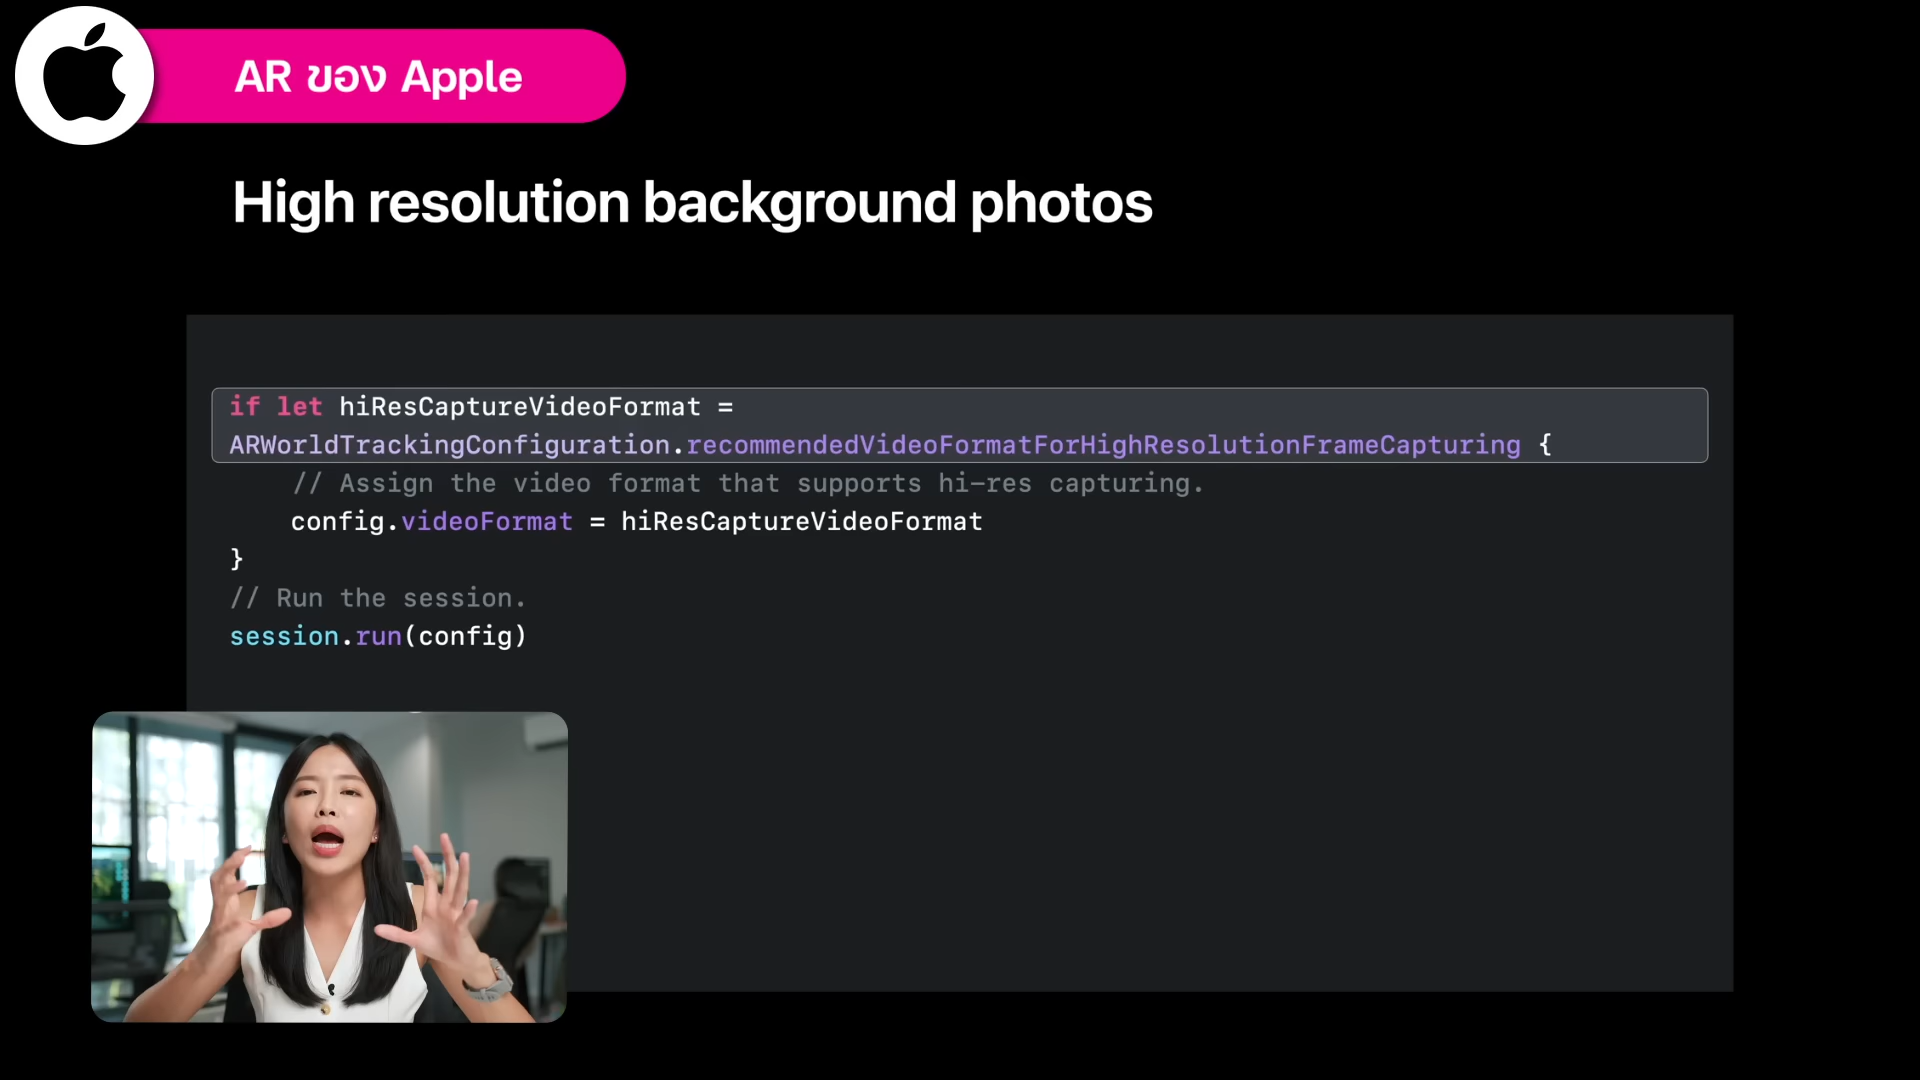 AR ของ Apple
High resolution background photos
if let hiResCaptureVideoFormat =
ARWorldTrackingConfiguration.recommendedVideoFormatForHighResolutionFrameCapturing {
// Assign the video format that supports hi-res capturing.
config.videoFormat = hiResCaptureVideoFormat
}
// Run the session.
session.run(config)